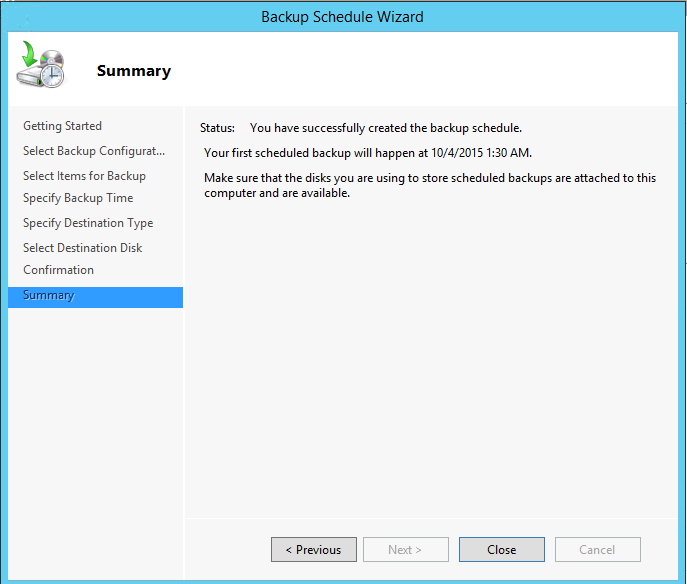 Backup Schedule Wizard
Summary
Getting Started
Select Backup Configurat...
Select Items for Backup
Specify Backup Time
Specify Destination Type
Select Destination Disk
Confirmation
Summary
Status: You have successfully created the backup schedule.
Your first scheduled backup will happen at 10/4/2015 1:30 AM.
Make sure that the disks you are using to store scheduled backups are attached to this
computer and are available.
< Previous
Next >
Close
Cancel